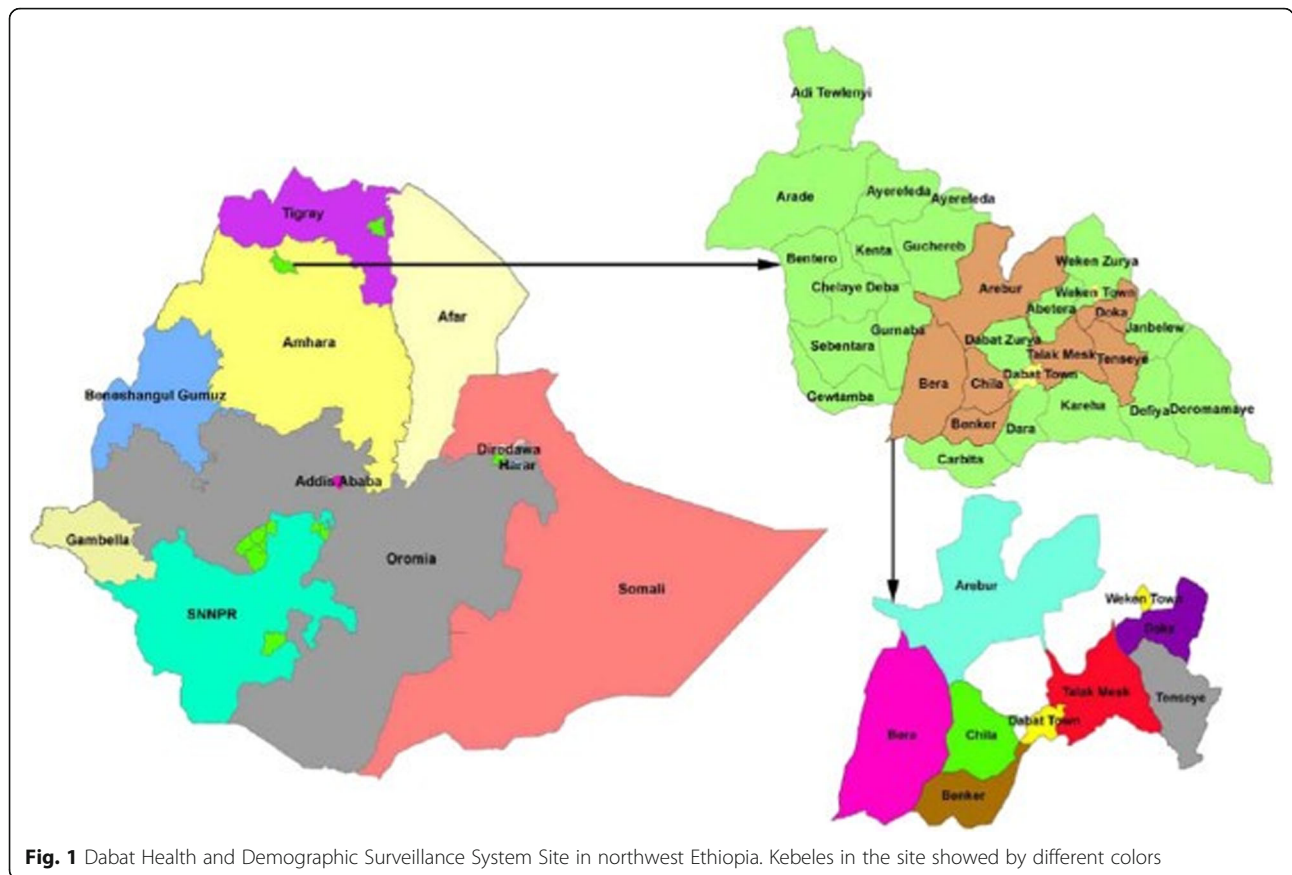 Tigray
Afar
Amhara
Beneshangul Gumuz
Diredawa
Harar
Addis Ababa
Gambella
Oromia
SNNPR
Somali
Adi Tewlenyi
Arade
Ayerefeda
Ayerefeda
Bentero
Kenta
Guchereb
Weken Zurya
Chelaye Deba
Arebur
Weken Town
Abetera
Doka
Janbelew
Gurnaba
Sebentara
Dabat Zurya
Talak Mesk
Tenseye
Dabat Town
Bera
Chila
Cewtamba
Kareha
Benker
Dara
Defiya
Doromamaye
Carbita
Arebur
Weken Town
Doka
Talak Mesk
Tenseye
Dabat Town
Bera
Chila
Benker
Fig. 1 Dabat Health and Demographic Surveillance System Site in northwest Ethiopia. Kebeles in the site showed by different colors